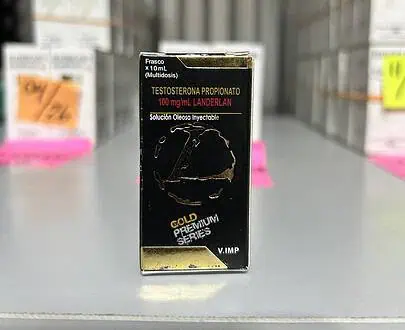 Frasco
x 10 mL
(Multidosis)
TESTOSTERONA PROPIONATO
100 mg/mL LANDERLAN
Solución Oleosa Inyectable
GOLD
PREMIUM
SERIES
V.IMP